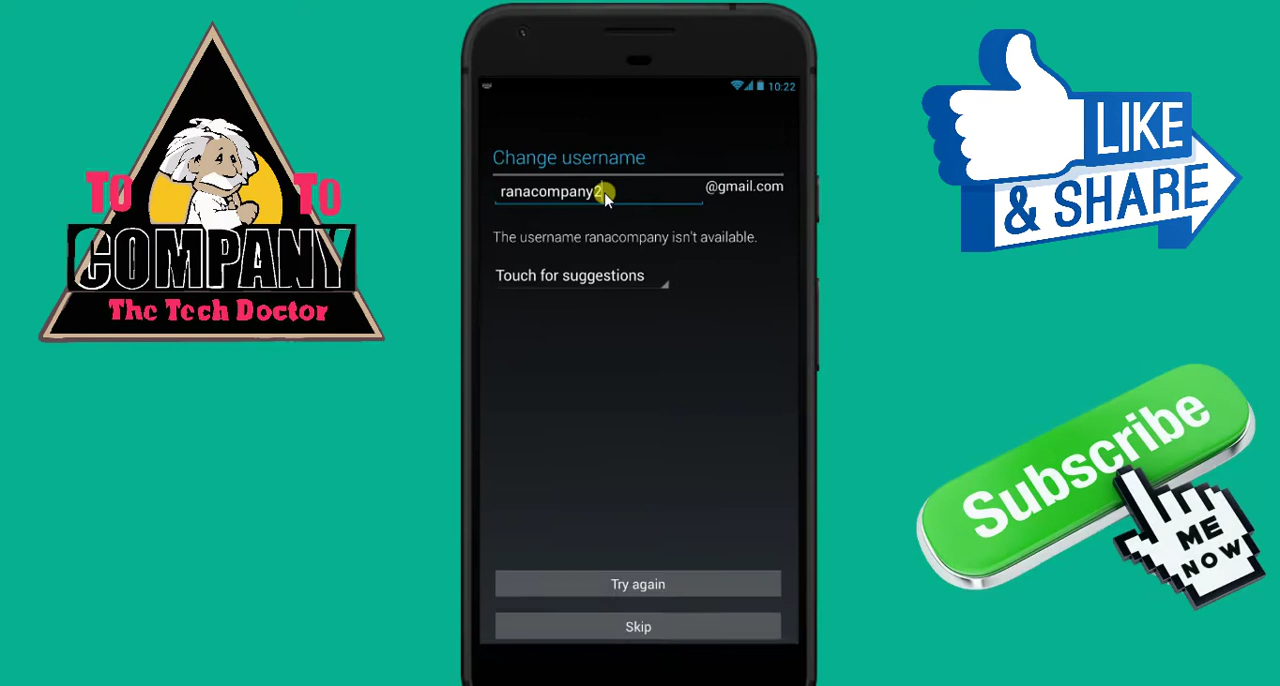 TO TO
COMPANY
The Tech Doctor
10:22
Change username
ranacompany2
@gmail.com
The username ranacompany isn't available.
Touch for suggestions
Try again
Skip
LIKE
& SHARE
Subscribe
ME
NOW